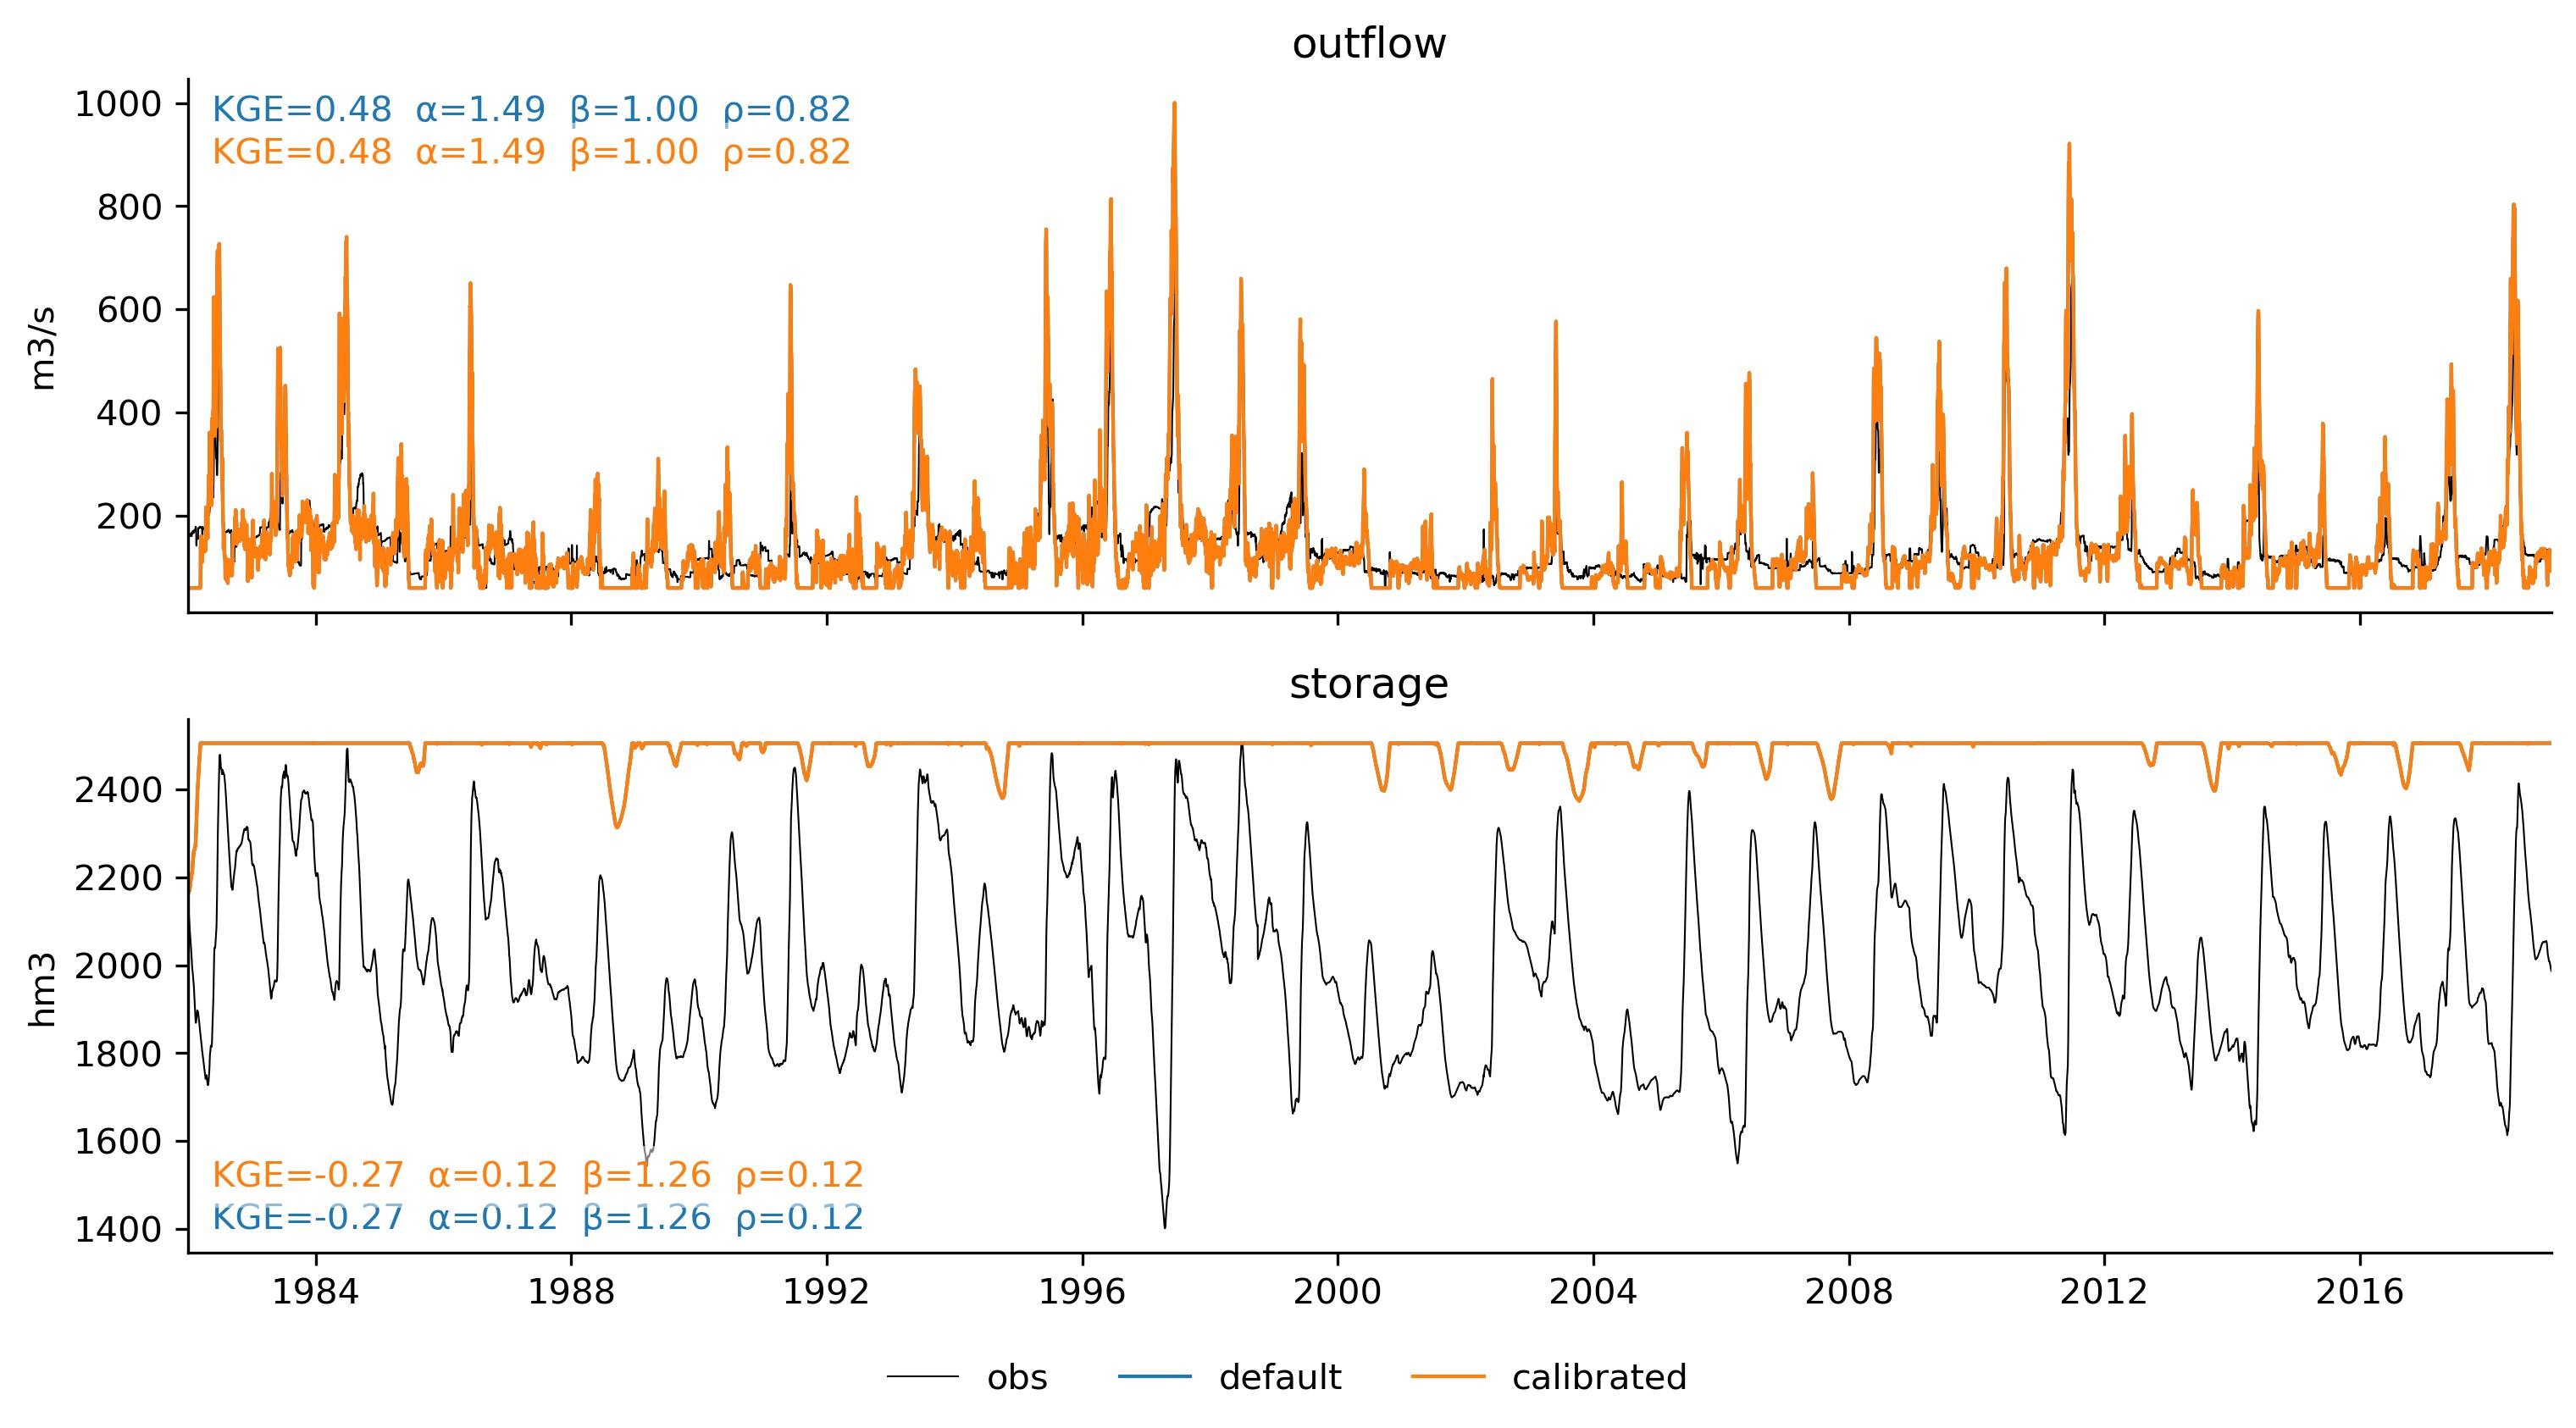 outflow
KGE=0.48 α=1.49 β=1.00 ρ=0.82
KGE=0.48 α=1.49 β=1.00 ρ=0.82
1000
800
600
400
200
m3/s
storage
2400
2200
2000
1800
1600
1400
hm3
KGE=-0.27 α=0.12 β=1.26 ρ=0.12
KGE=-0.27 α=0.12 β=1.26 ρ=0.12
1984 1988 1992 1996 2000 2004 2008 2012 2016
obs default calibrated